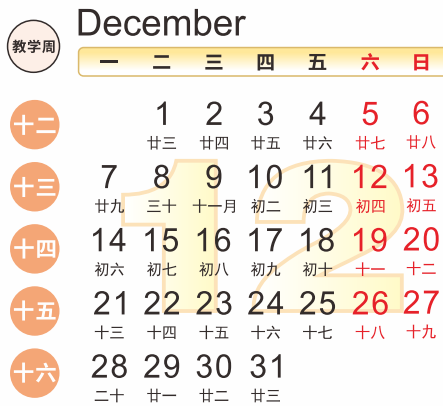 December
教学周 一 二 三 四 五 六 日
十二 1 2 3 4 5 6
廿三 廿四 廿五 廿六 廿七 廿八
十三 7 8 9 10 11 12 13
廿九 三十 十一月 初二 初三 初四 初五
12
十四 14 15 16 17 18 19 20
初六 初七 初八 初九 初十 十一 十二
十五 21 22 23 24 25 26 27
十三 十四 十五 十六 十七 十八 十九
十六 28 29 30 31
二十 廿一 廿二 廿三